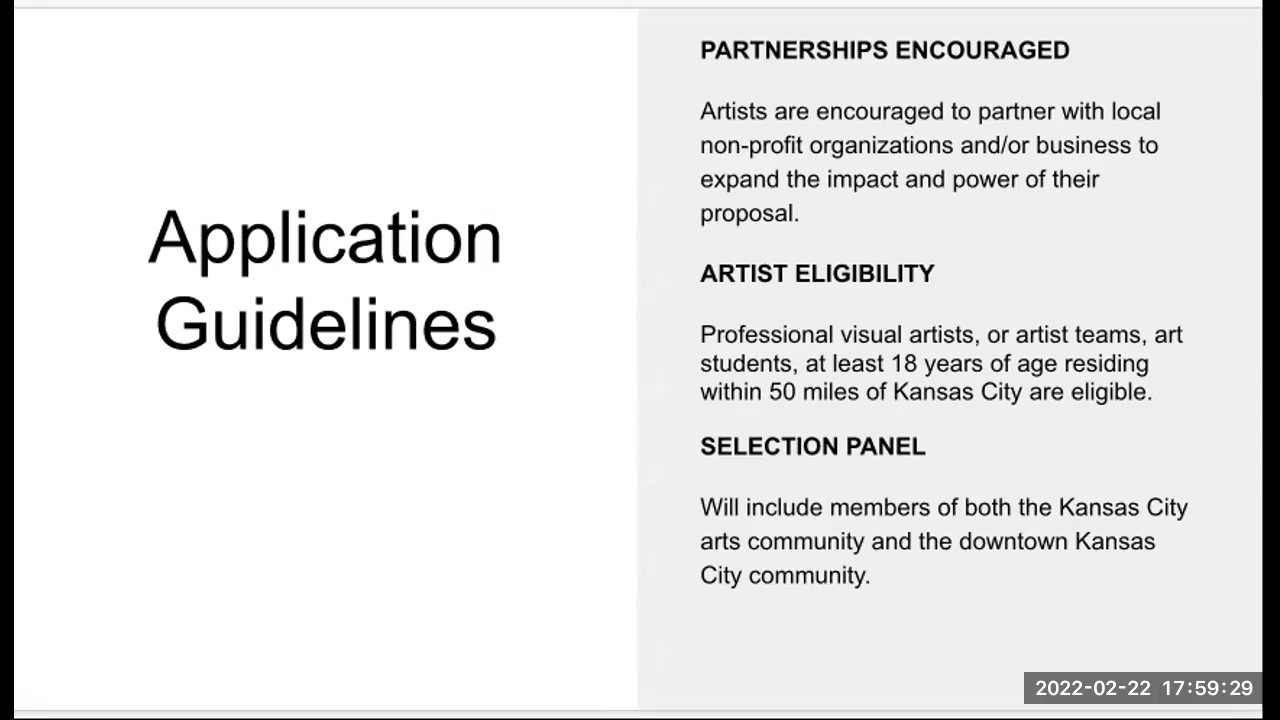 Application
Guidelines
PARTNERSHIPS ENCOURAGED
Artists are encouraged to partner with local
non-profit organizations and/or business to
expand the impact and power of their
proposal.
ARTIST ELIGIBILITY
Professional visual artists, or artist teams, art
students, at least 18 years of age residing
within 50 miles of Kansas City are eligible.
SELECTION PANEL
Will include members of both the Kansas City
arts community and the downtown Kansas
City community.
2022-02-22 17:59:29